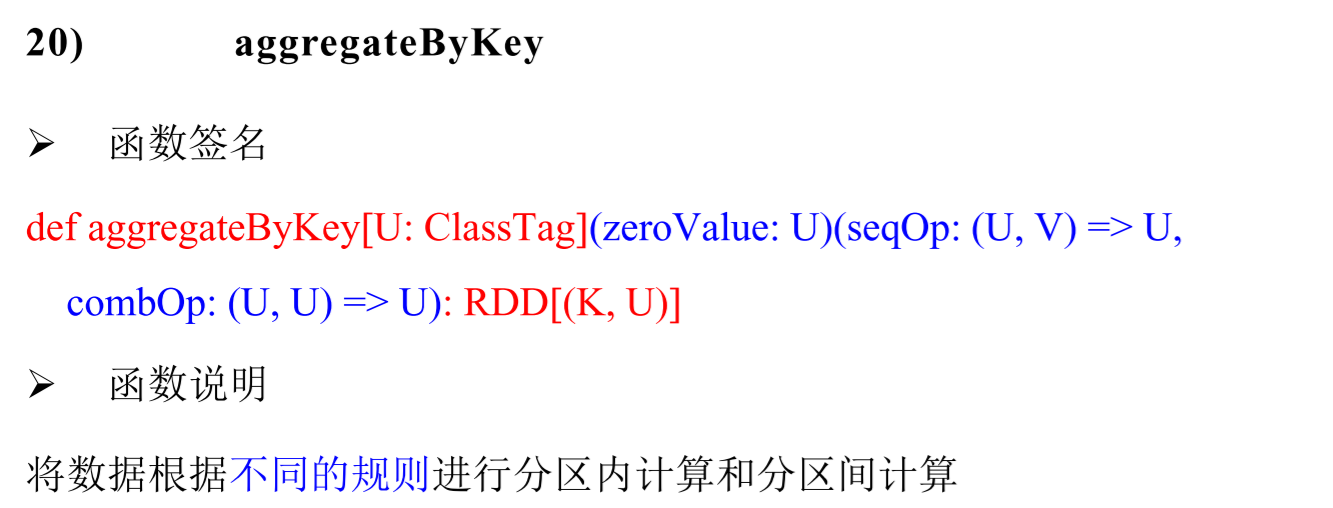 20) aggregateByKey
➢ 函数签名
def aggregateByKey[U: ClassTag](zeroValue: U)(seqOp: (U, V) => U,
combOp: (U, U) => U): RDD[(K, U)]
➢ 函数说明
将数据根据不同的规则进行分区内计算和分区间计算